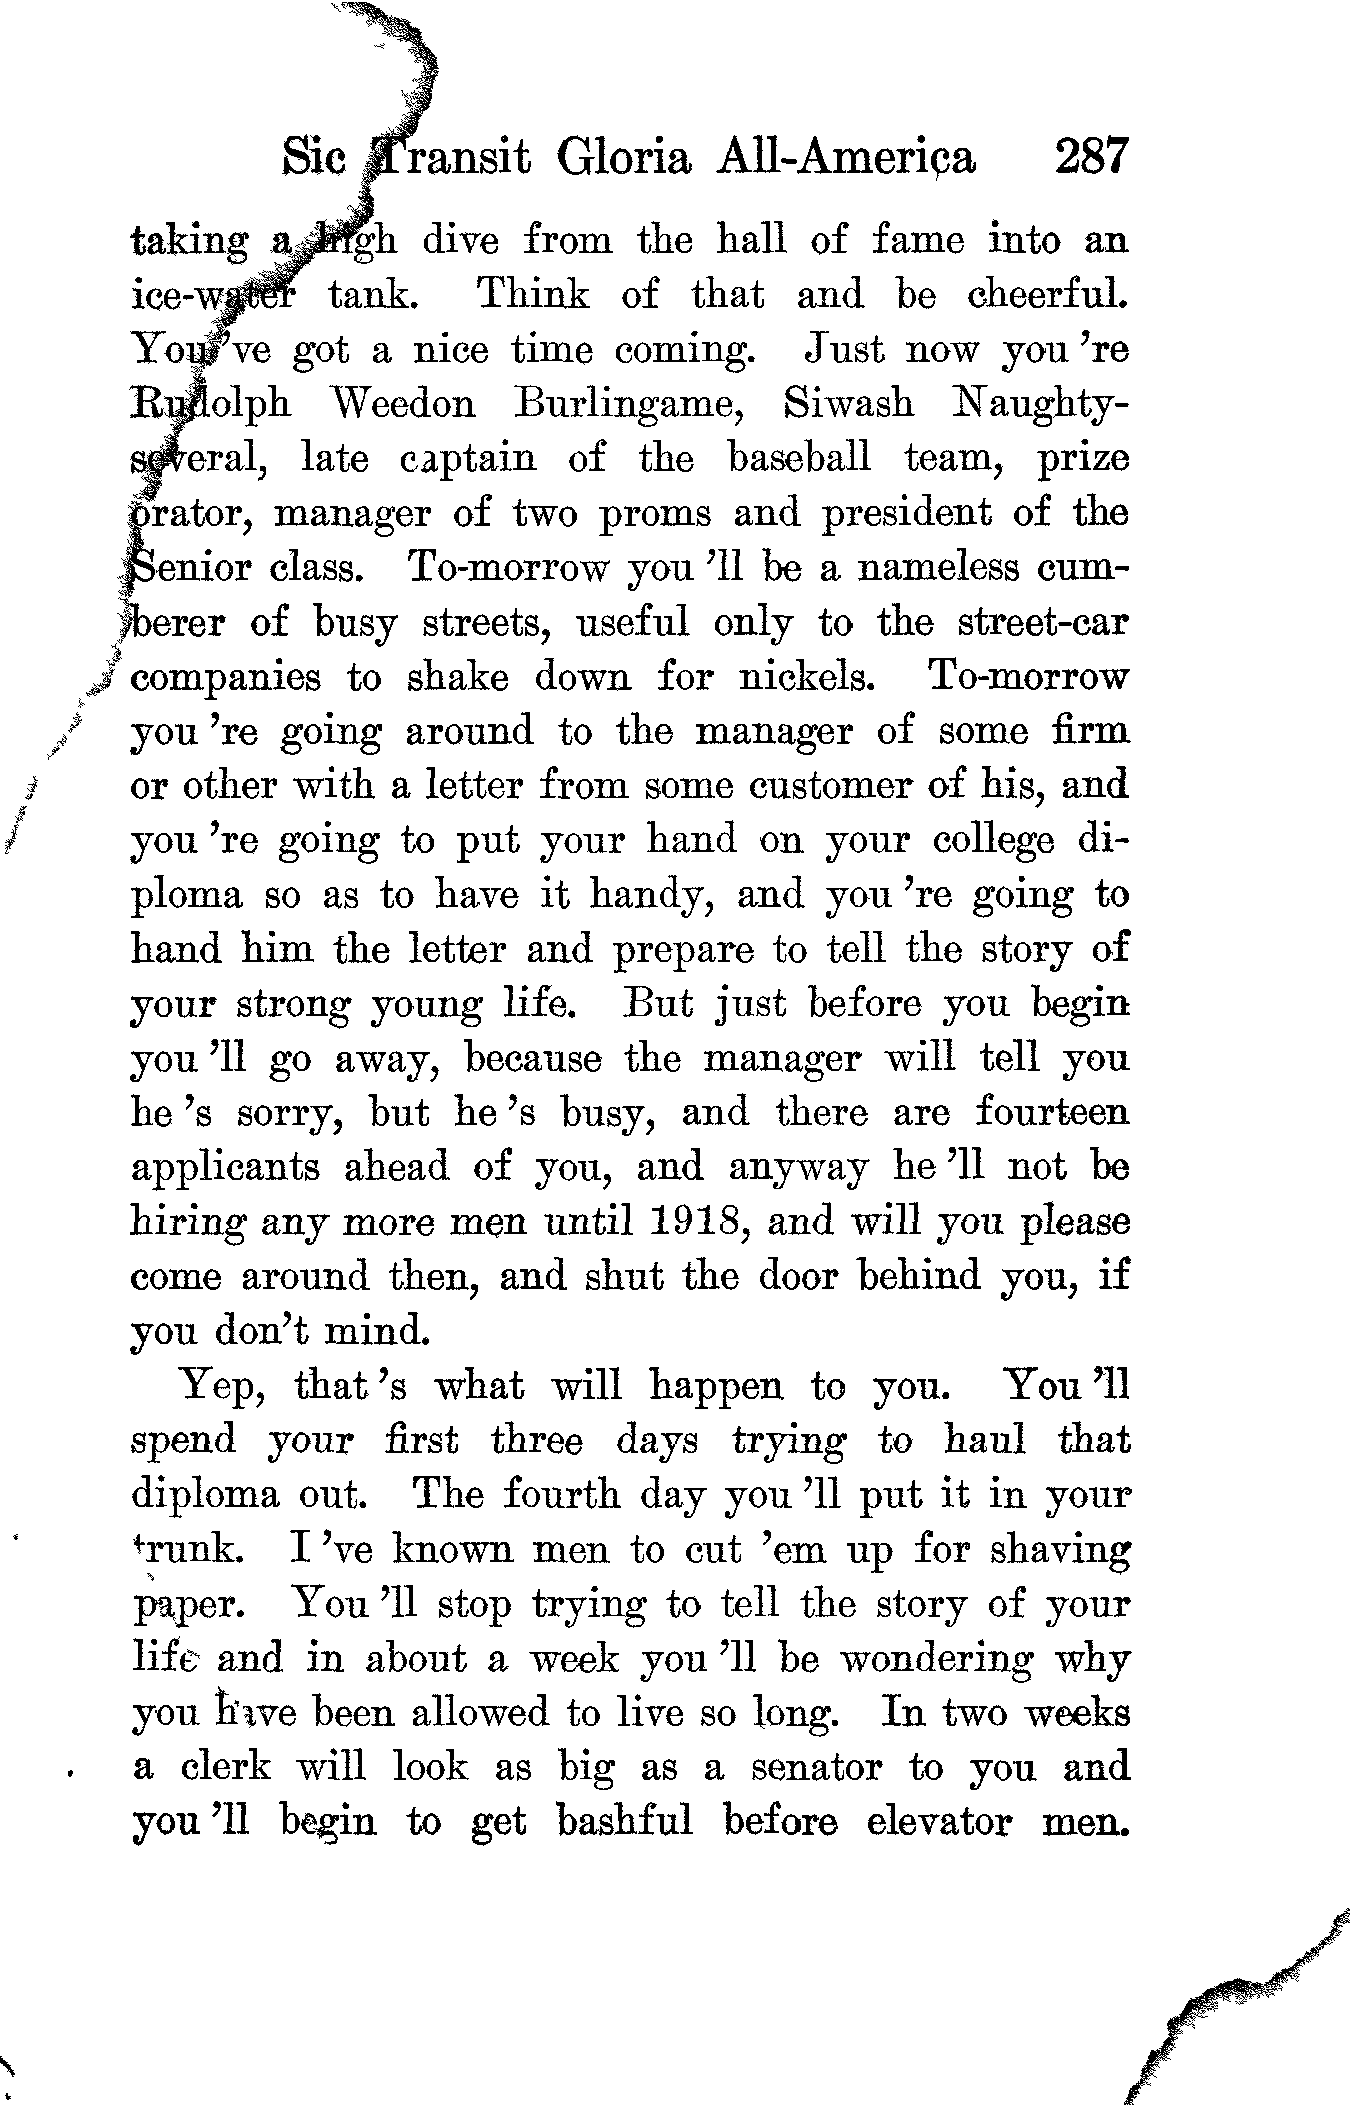 Sic Transit Gloria All-America 287
taking a high dive from the hall of fame into an
ice-water tank. Think of that and be cheerful.
You've got a nice time coming. Just now you 're
Rudolph Weedon Burlingame, Siwash Naughty-
several, late captain of the baseball team, prize
orator, manager of two proms and president of the
Senior class. To-morrow you 'll be a nameless cum-
berer of busy streets, useful only to the street-car
companies to shake down for nickels. To-morrow
you 're going around to the manager of some firm
or other with a letter from some customer of his, and
you 're going to put your hand on your college di-
ploma so as to have it handy, and you 're going to
hand him the letter and prepare to tell the story of
your strong young life. But just before you begin
you 'll go away, because the manager will tell you
he 's sorry, but he 's busy, and there are fourteen
applicants ahead of you, and anyway he 'll not be
hiring any more men until 1918, and will you please
come around then, and shut the door behind you, if
you don't mind.
Yep, that 's what will happen to you. You 'll
spend your first three days trying to haul that
diploma out. The fourth day you 'll put it in your
trunk. I 've known men to cut 'em up for shaving
paper. You 'll stop trying to tell the story of your
life and in about a week you 'll be wondering why
you have been allowed to live so long. In two weeks
a clerk will look as big as a senator to you and
you 'll begin to get bashful before elevator men.